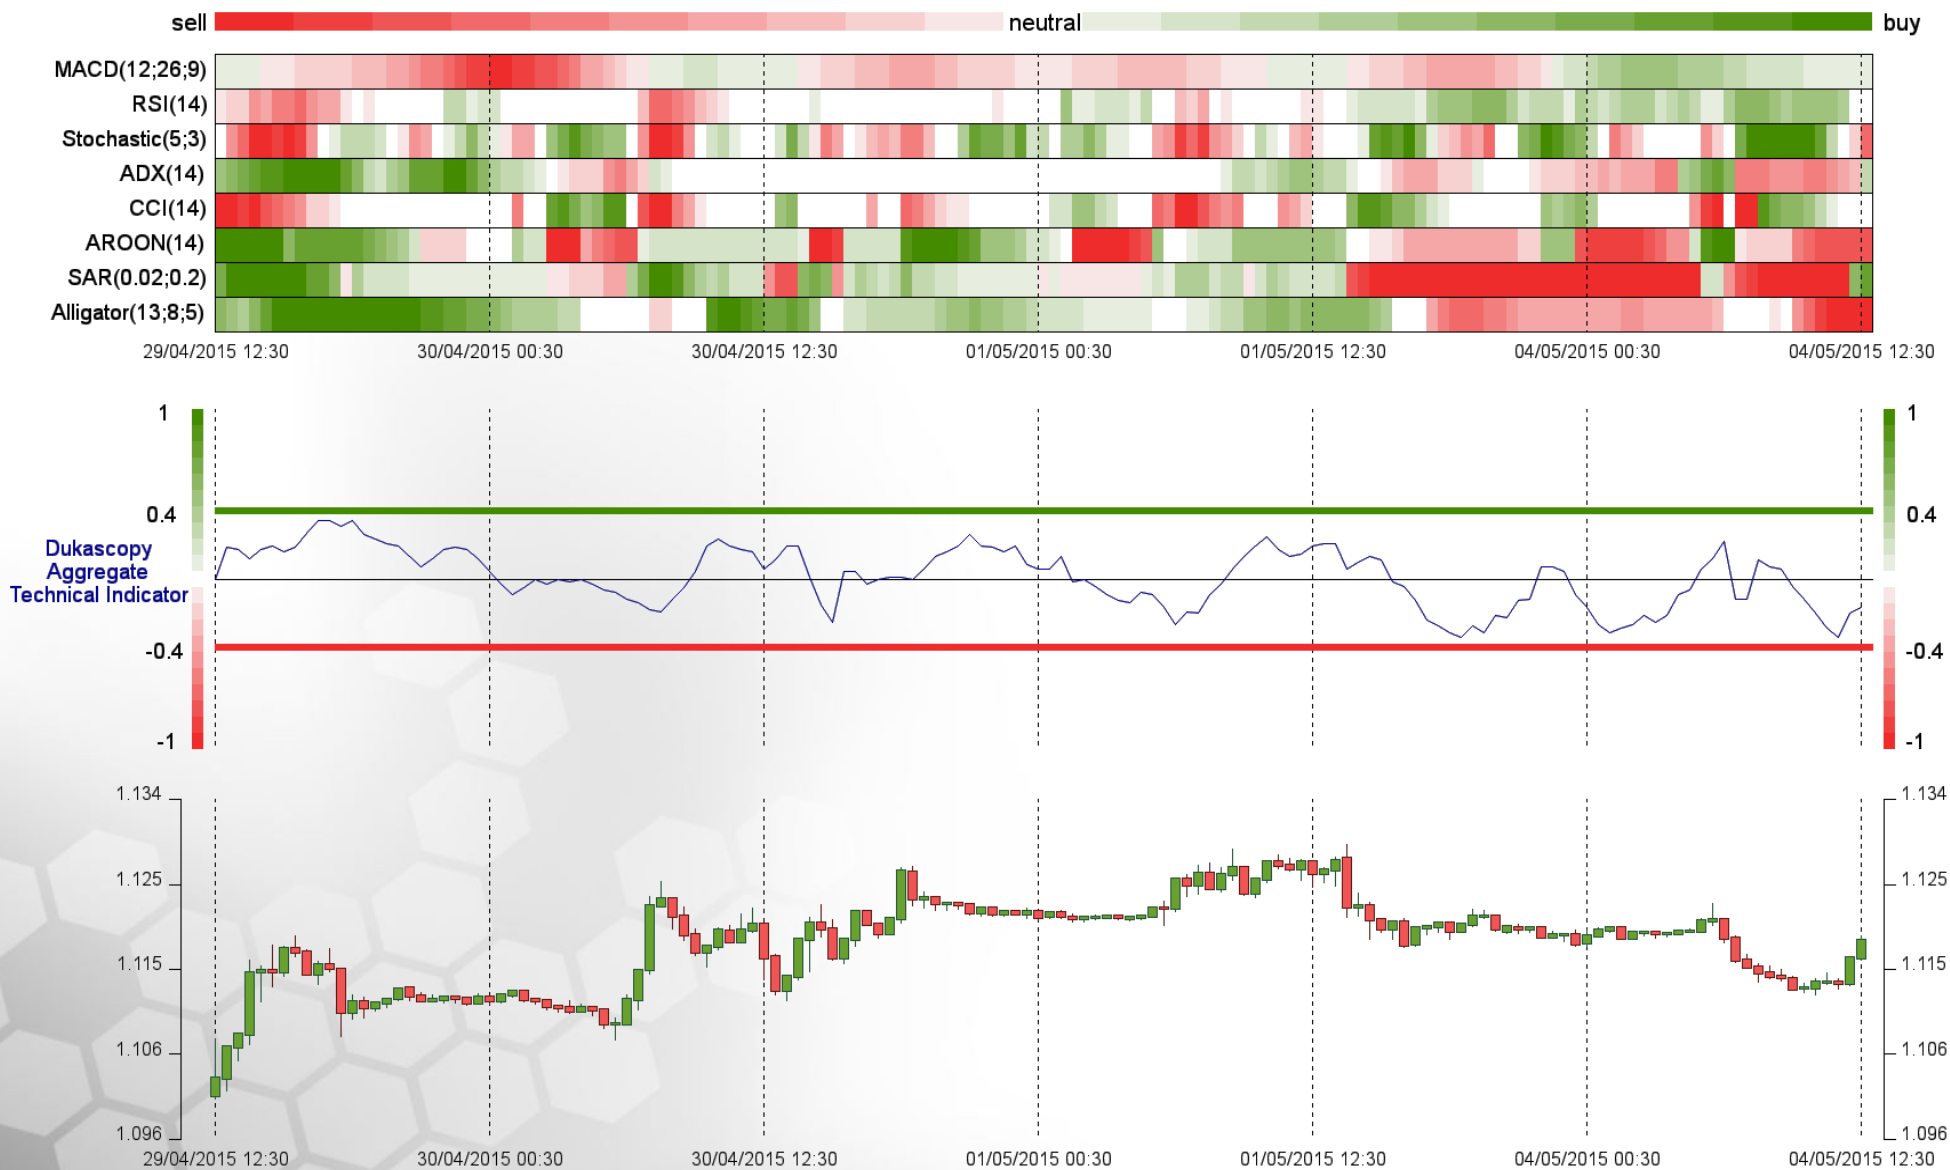 sell neutral buy
MACD(12;26;9)
RSI(14)
Stochastic(5;3)
ADX(14)
CCI(14)
AROON(14)
SAR(0.02;0.2)
Alligator(13;8;5)
29/04/2015 12:30 30/04/2015 00:30 30/04/2015 12:30 01/05/2015 00:30 01/05/2015 12:30 04/05/2015 00:30 04/05/2015 12:30
1 1
0.4 0.4
Dukascopy
Aggregate
Technical Indicator
-0.4 -0.4
-1 -1
1.134 1.134
1.125 1.125
1.115 1.115
1.106 1.106
1.096 1.096
29/04/2015 12:30 30/04/2015 00:30 30/04/2015 12:30 01/05/2015 00:30 01/05/2015 12:30 04/05/2015 00:30 04/05/2015 12:30